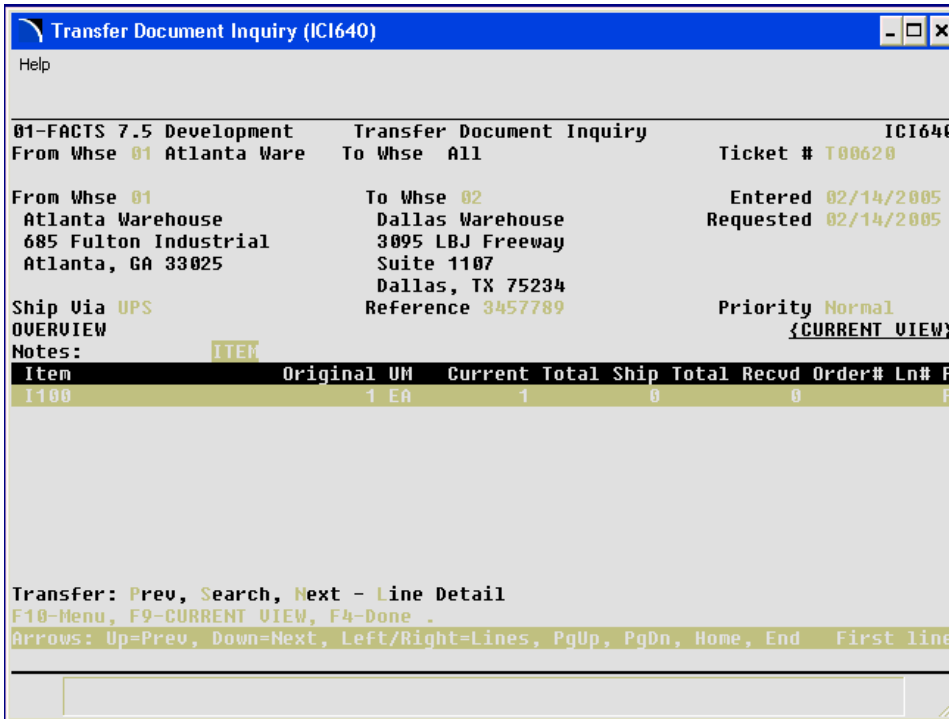 Transfer Document Inquiry (ICI640)
Help
01-FACTS 7.5 Development Transfer Document Inquiry ICI640
From Whse 01 Atlanta Ware To Whse All Ticket # T00620
From Whse 01 To Whse 02 Entered 02/14/2005
Atlanta Warehouse Dallas Warehouse Requested 02/14/2005
685 Fulton Industrial 3095 LBJ Freeway
Atlanta, GA 33025 Suite 1107
Dallas, TX 75234
Ship Via UPS Reference 3457789 Priority Normal
OVERVIEW {CURRENT VIEW}
Notes: ITEM
Item Original UM Current Total Ship Total Recvd Order# Ln# P
I100 1 EA 1 0 0 P
Transfer: Prev, Search, Next - Line Detail
F10-Menu, F9-CURRENT VIEW, F4-Done .
Arrows: Up=Prev, Down=Next, Left/Right=Lines, PgUp, PgDn, Home, End First line